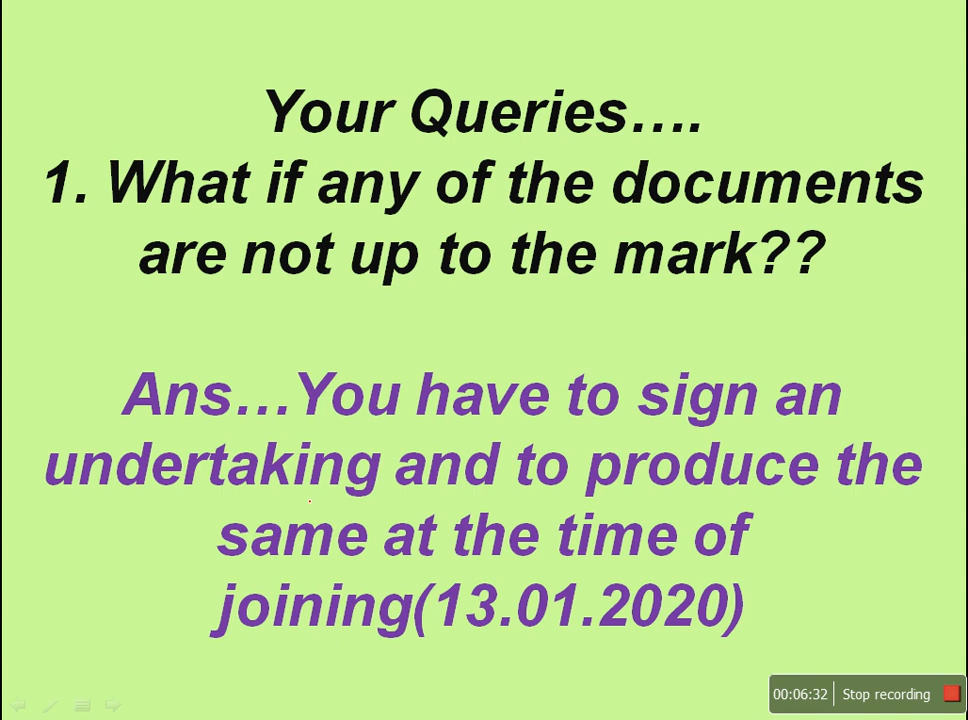 Your Queries….
1. What if any of the documents
are not up to the mark??
Ans…You have to sign an
undertaking and to produce the
same at the time of
joining(13.01.2020)
00:06:32 Stop recording